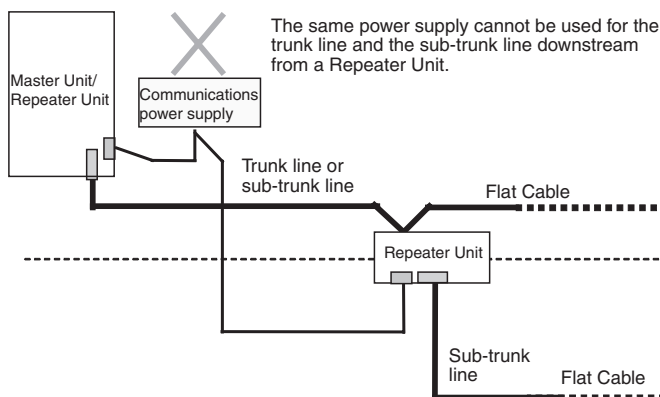 The same power supply cannot be used for the
trunk line and the sub-trunk line downstream
from a Repeater Unit.
Master Unit/
Repeater Unit
Communications
power supply
Trunk line or
sub-trunk line
Flat Cable
Repeater Unit
Sub-trunk
line
Flat Cable